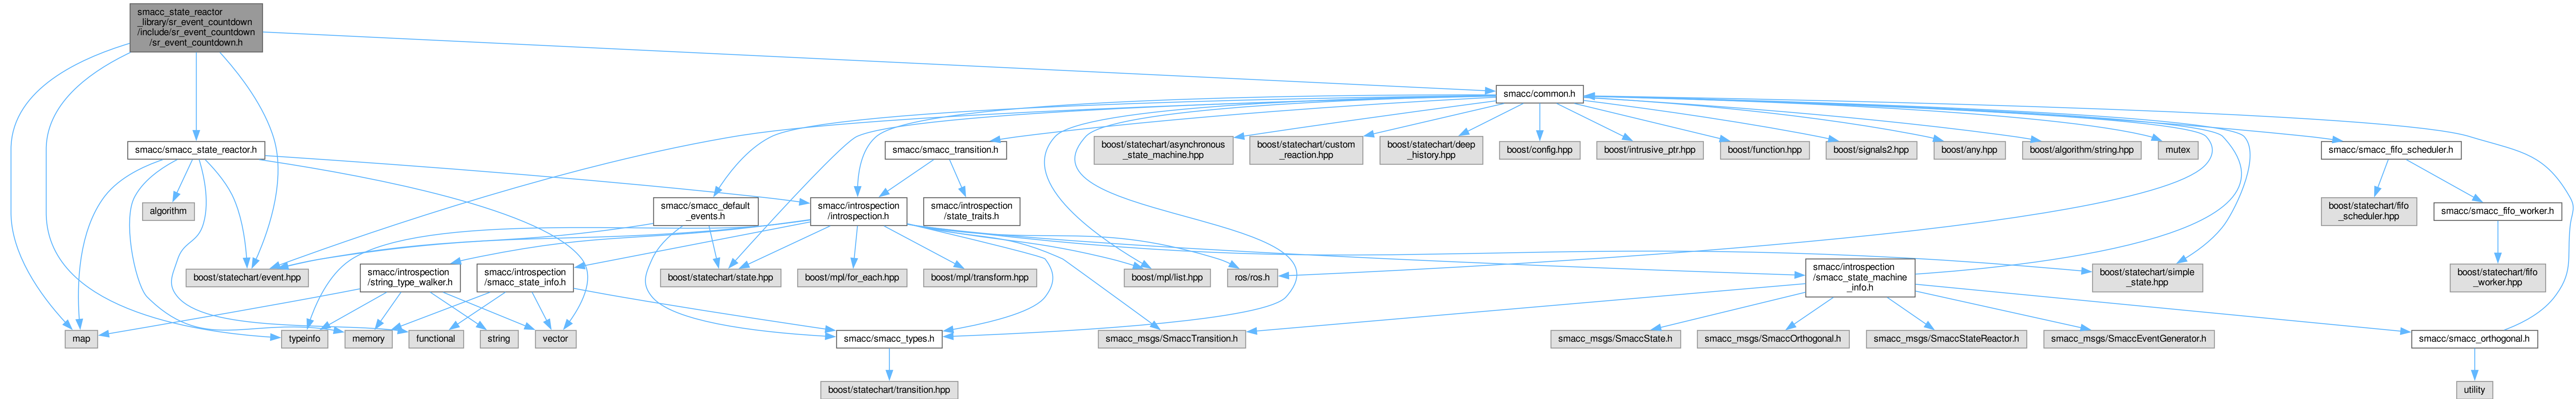 smacc_state_reactor
_library/sr_event_countdown
/include/sr_event_countdown
/sr_event_countdown.h
smacc/common.h
smacc/smacc_state_reactor.h
smacc/smacc_transition.h
boost/statechart/asynchronous
_state_machine.hpp
boost/statechart/custom
_reaction.hpp
boost/statechart/deep
_history.hpp
boost/config.hpp
boost/intrusive_ptr.hpp
boost/function.hpp
boost/signals2.hpp
boost/any.hpp
boost/algorithm/string.hpp
mutex
smacc/smacc_fifo_scheduler.h
algorithm
smacc/smacc_default
_events.h
smacc/introspection
/introspection.h
smacc/introspection
/state_traits.h
boost/statechart/fifo
_scheduler.hpp
smacc/smacc_fifo_worker.h
boost/statechart/event.hpp
smacc/introspection
/string_type_walker.h
smacc/introspection
/smacc_state_info.h
boost/statechart/state.hpp
boost/mpl/for_each.hpp
boost/mpl/transform.hpp
boost/mpl/list.hpp
ros/ros.h
smacc/introspection
/smacc_state_machine
_info.h
boost/statechart/simple
_state.hpp
boost/statechart/fifo
_worker.hpp
map
typeinfo
memory
functional
string
vector
smacc/smacc_types.h
smacc_msgs/SmaccTransition.h
smacc_msgs/SmaccState.h
smacc_msgs/SmaccOrthogonal.h
smacc_msgs/SmaccStateReactor.h
smacc_msgs/SmaccEventGenerator.h
smacc/smacc_orthogonal.h
boost/statechart/transition.hpp
utility